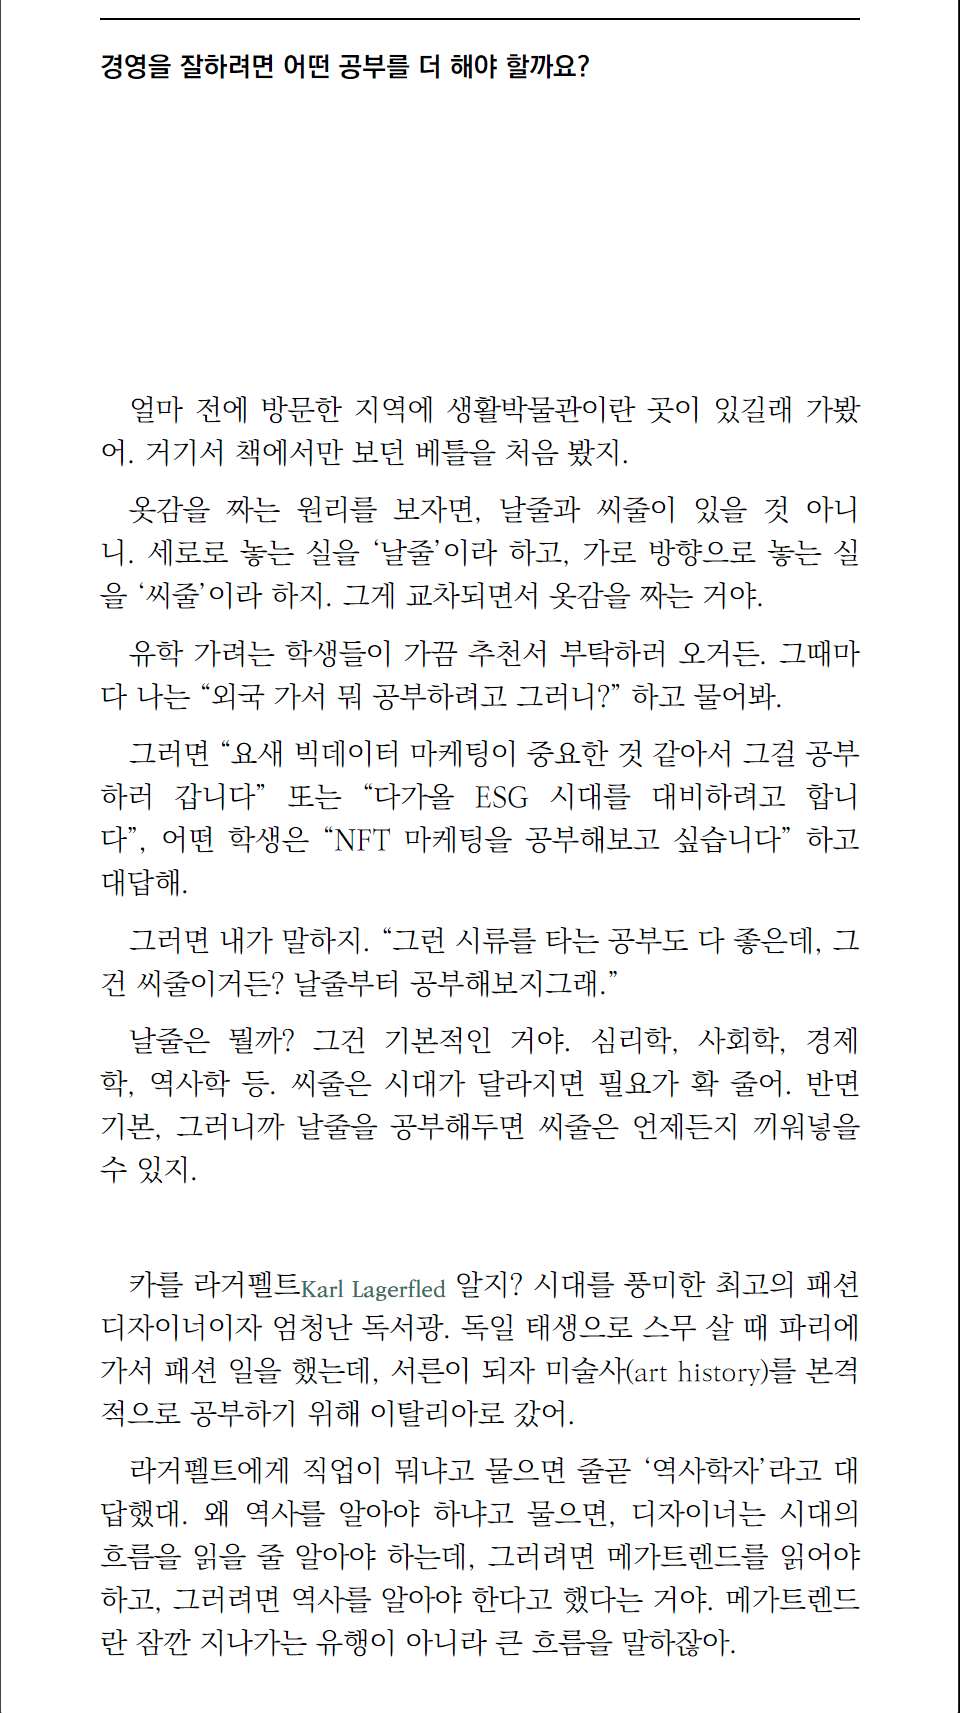 경영을 잘하려면 어떤 공부를 더 해야 할까요?
얼마 전에 방문한 지역에 생활박물관이란 곳이 있길래 가봤
어. 거기서 책에서만 보던 베틀을 처음 봤지.
옷감을 짜는 원리를 보자면, 날줄과 씨줄이 있을 것 아니
니. 세로로 놓는 실을 ‘날줄’이라 하고, 가로 방향으로 놓는 실
을 ‘씨줄’이라 하지. 그게 교차되면서 옷감을 짜는 거야.
유학 가려는 학생들이 가끔 추천서 부탁하러 오거든. 그때마
다 나는 “외국 가서 뭐 공부하려고 그러니?” 하고 물어봐.
그러면 “요새 빅데이터 마케팅이 중요한 것 같아서 그걸 공부
하러 갑니다” 또는 “다가올 ESG 시대를 대비하려고 합니
다”, 어떤 학생은 “NFT 마케팅을 공부해보고 싶습니다” 하고
대답해.
그러면 내가 말하지. “그런 시류를 타는 공부도 다 좋은데, 그
건 씨줄이거든? 날줄부터 공부해보지그래.”
날줄은 뭘까? 그건 기본적인 거야. 심리학, 사회학, 경제
학, 역사학 등. 씨줄은 시대가 달라지면 필요가 확 줄어. 반면
기본, 그러니까 날줄을 공부해두면 씨줄은 언제든지 끼워넣을
수 있지.
카를 라거펠트Karl Lagerfled 알지? 시대를 풍미한 최고의 패션
디자이너이자 엄청난 독서광. 독일 태생으로 스무 살 때 파리에
가서 패션 일을 했는데, 서른이 되자 미술사(art history)를 본격
적으로 공부하기 위해 이탈리아로 갔어.
라거펠트에게 직업이 뭐냐고 물으면 줄곧 ‘역사학자’라고 대
답했대. 왜 역사를 알아야 하냐고 물으면, 디자이너는 시대의
흐름을 읽을 줄 알아야 하는데, 그러려면 메가트렌드를 읽어야
하고, 그러려면 역사를 알아야 한다고 했다는 거야. 메가트렌드
란 잠깐 지나가는 유행이 아니라 큰 흐름을 말하잖아.